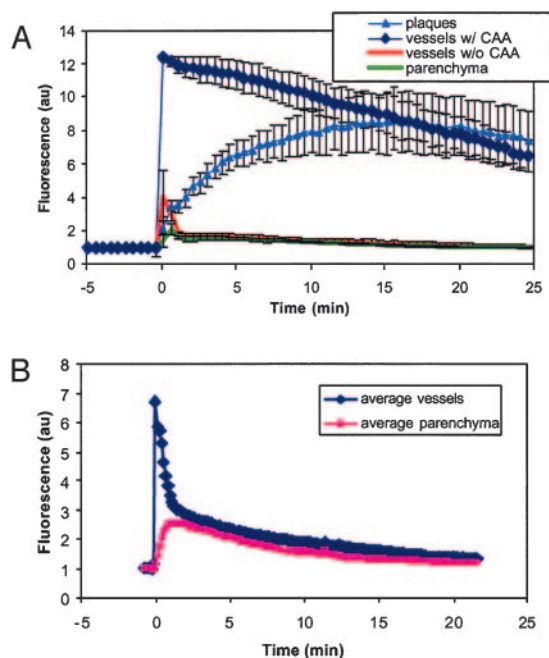 A
plaques
vessels w/ CAA
vessels w/o CAA
parenchyma
Fluorescence (au)
14
12
10
8
6
4
2
0
-5 0 5 10 15 20 25
Time (min)
B
average vessels
average parenchyma
Fluorescence (au)
8
7
6
5
4
3
2
1
0
-5 0 5 10 15 20 25
Time (min)